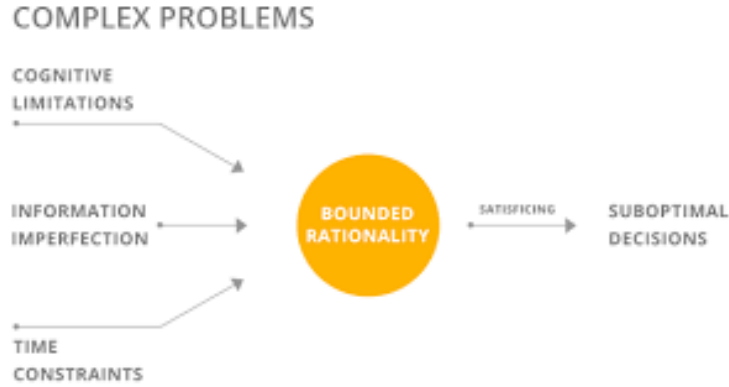 COMPLEX PROBLEMS
COGNITIVE
LIMITATIONS
INFORMATION
IMPERFECTION
TIME
CONSTRAINTS
BOUNDED
RATIONALITY
SATISFICING
SUBOPTIMAL
DECISIONS